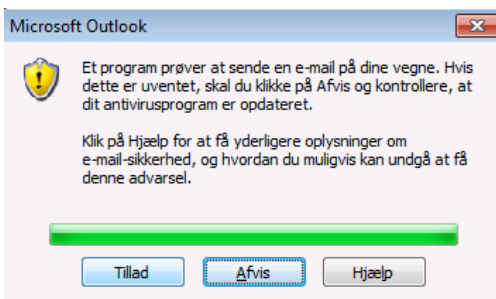 Microsoft Outlook
Et program prøver at sende en e-mail på dine vegne. Hvis
dette er uventet, skal du klikke på Afvis og kontrollere, at
dit antivirusprogram er opdateret.
Klik på Hjælp for at få yderligere oplysninger om
e-mail-sikkerhed, og hvordan du muligvis kan undgå at få
denne advarsel.
Tillad Afvis Hjælp